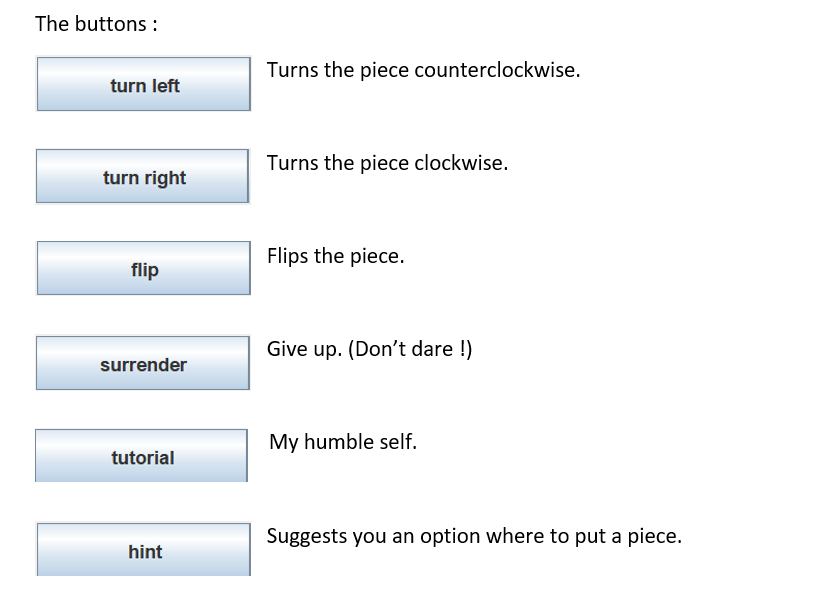 The buttons :
turn left
Turns the piece counterclockwise.
turn right
Turns the piece clockwise.
flip
Flips the piece.
surrender
Give up. (Don’t dare !)
tutorial
My humble self.
hint
Suggests you an option where to put a piece.